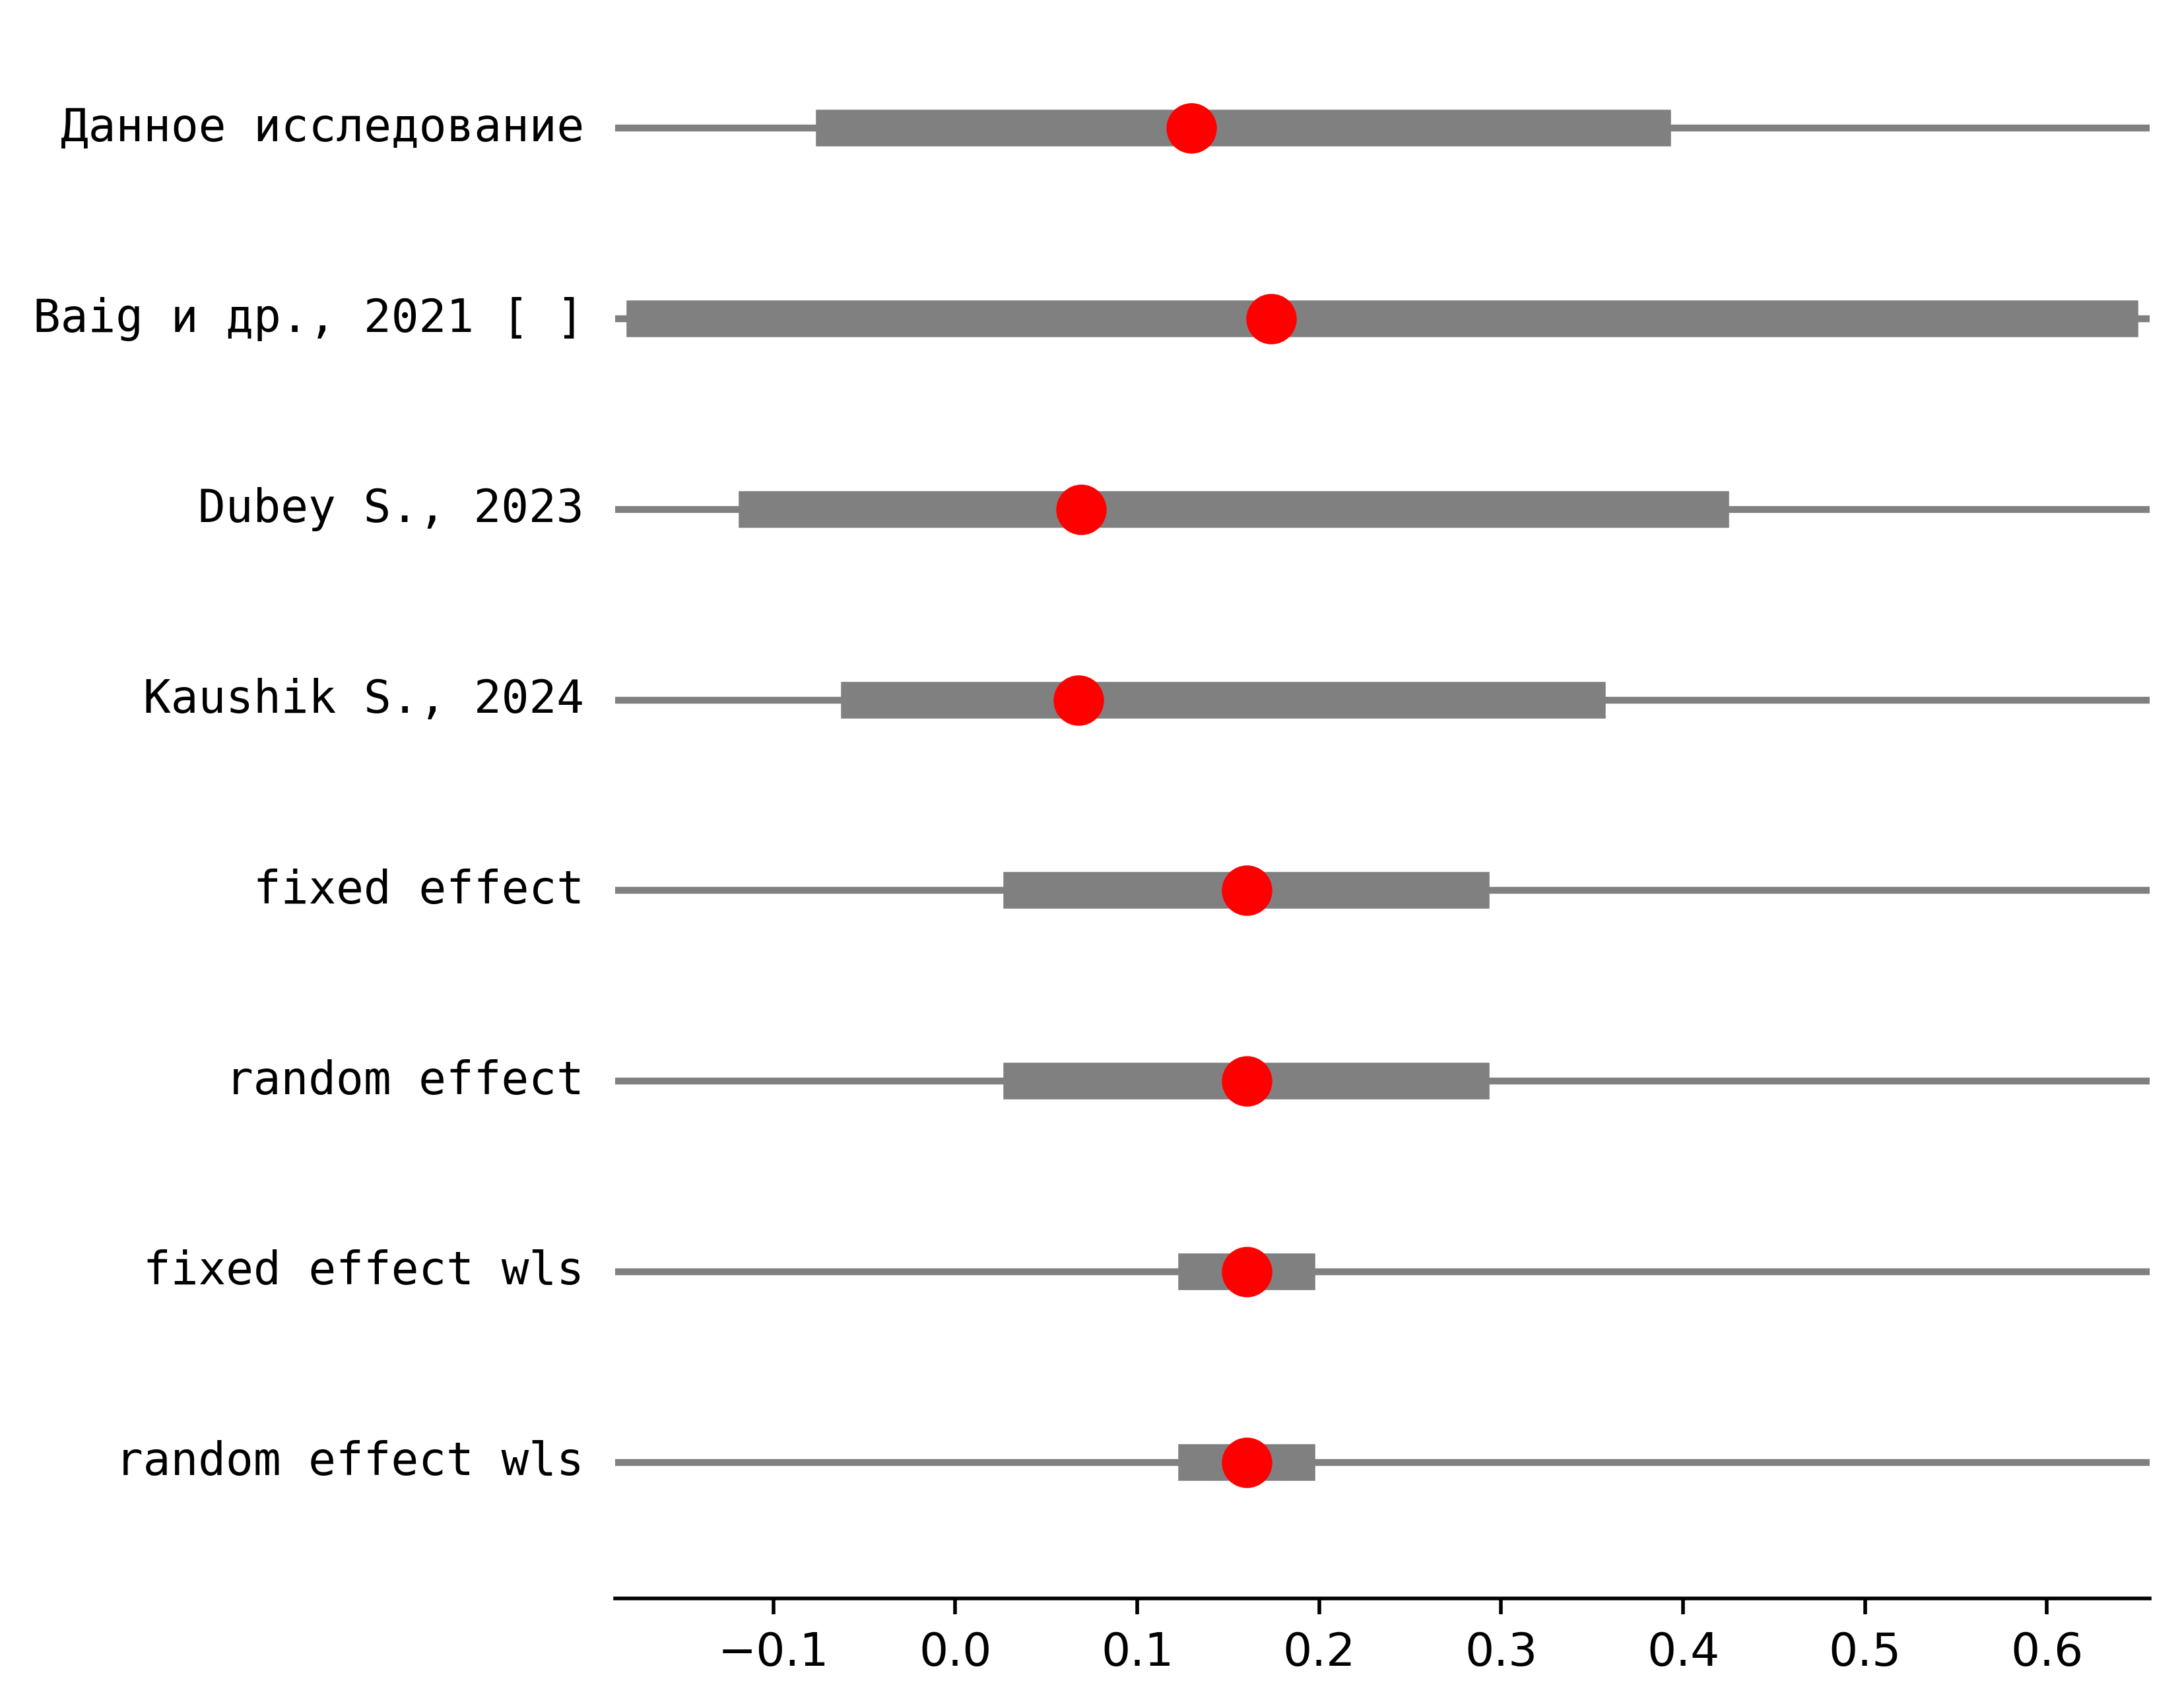 Данное исследование
Baig и др., 2021 [ ]
Dubey S., 2023
Kaushik S., 2024
fixed effect
random effect
fixed effect wls
random effect wls
−0.1 0.0 0.1 0.2 0.3 0.4 0.5 0.6